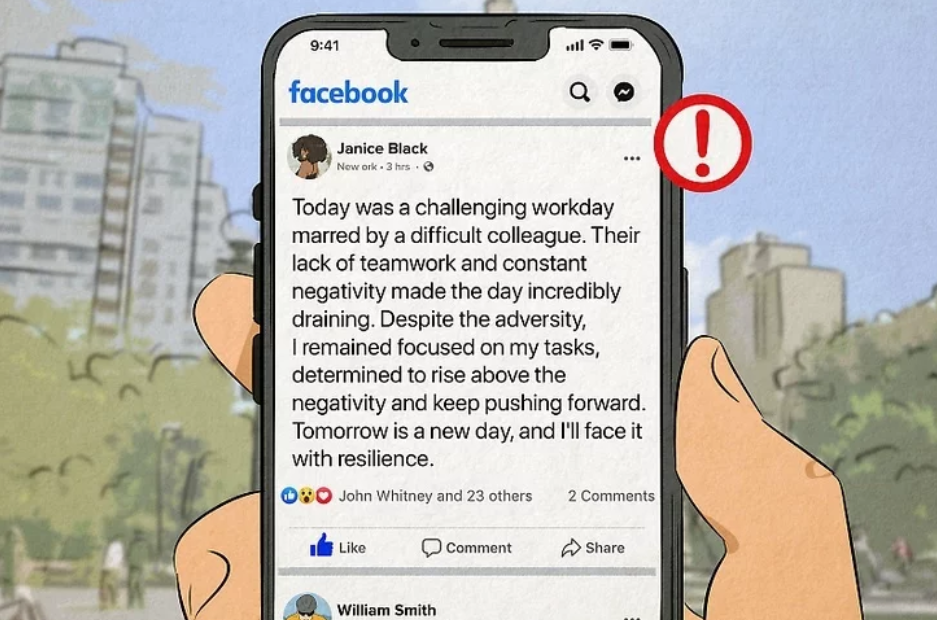 9:41
facebook
Janice Black
New ork • 3 hrs •
Today was a challenging workday
marred by a difficult colleague. Their
lack of teamwork and constant
negativity made the day incredibly
draining. Despite the adversity,
I remained focused on my tasks,
determined to rise above the
negativity and keep pushing forward.
Tomorrow is a new day, and I'll face it
with resilience.
John Whitney and 23 others 2 Comments
Like Comment Share
William Smith